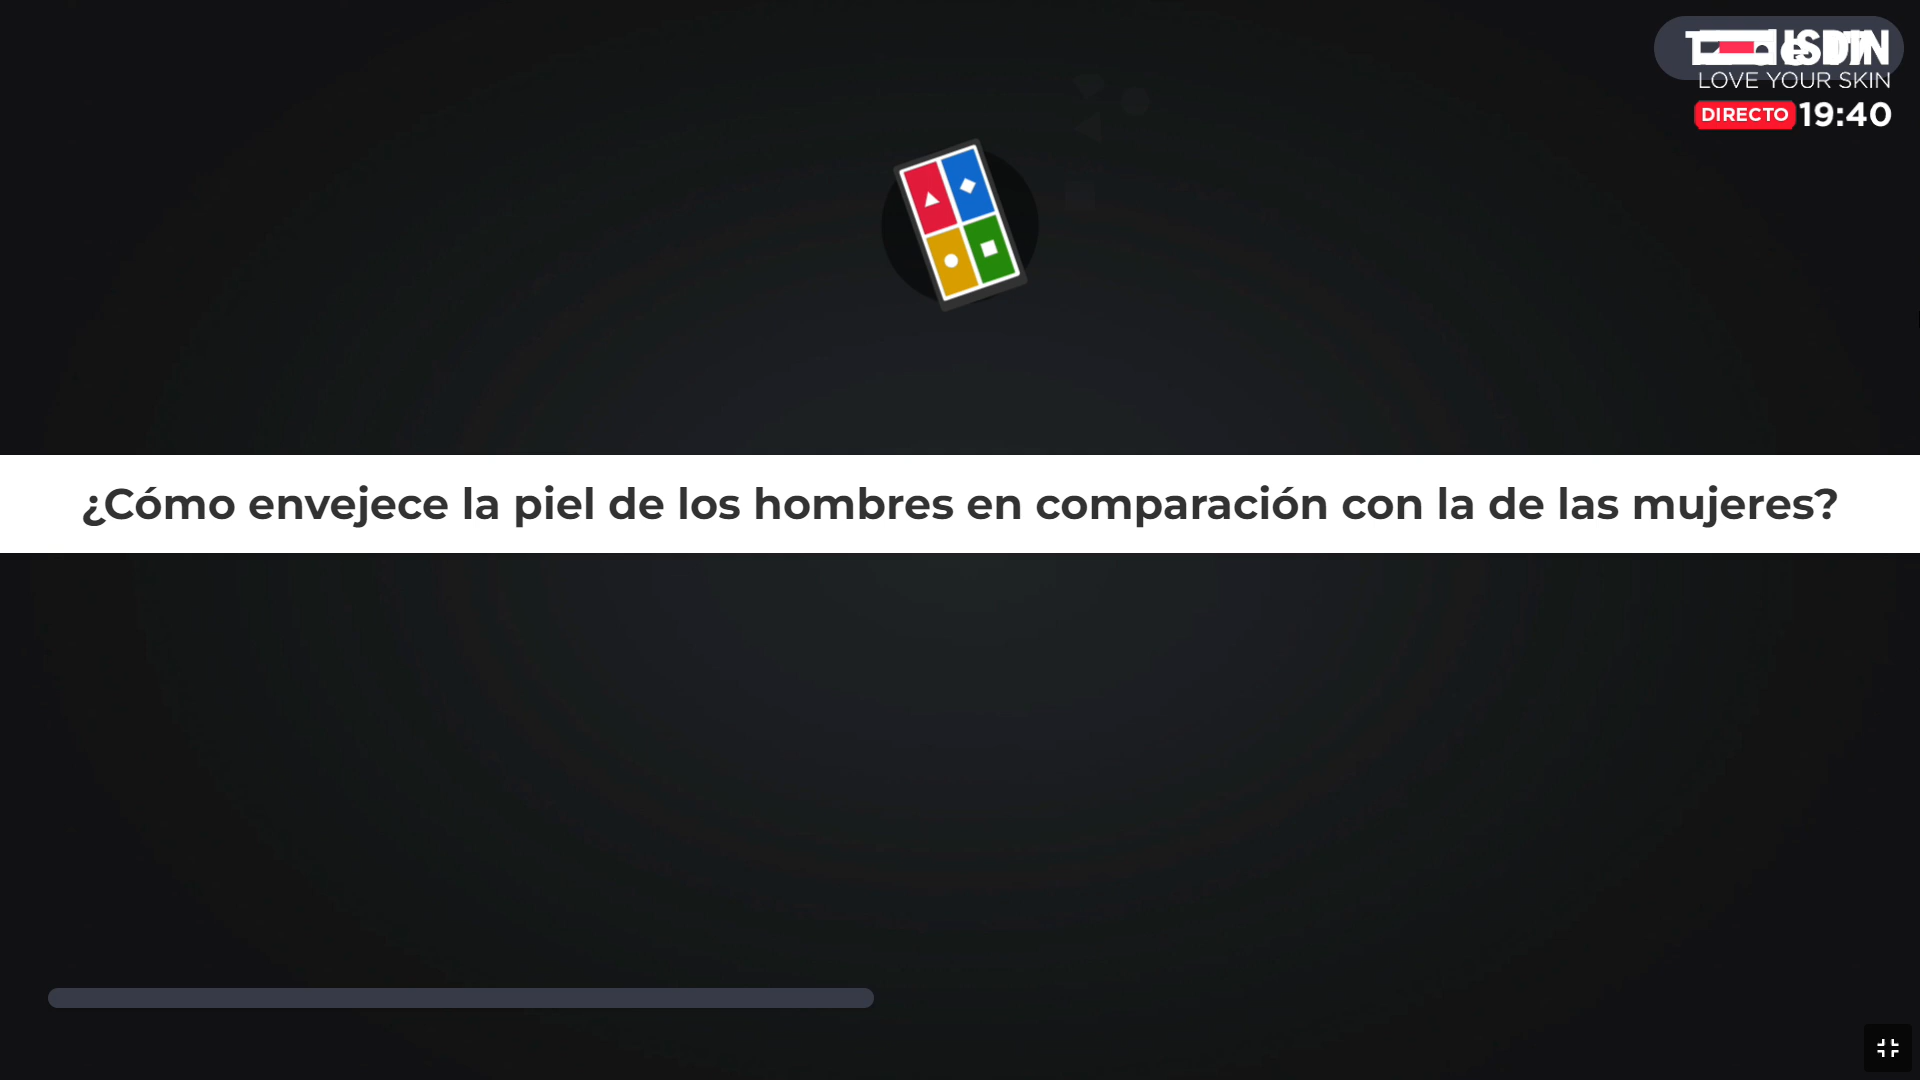 ISDIN
LOVE YOUR SKIN
DIRECTO 19:40
¿Cómo envejece la piel de los hombres en comparación con la de las mujeres?